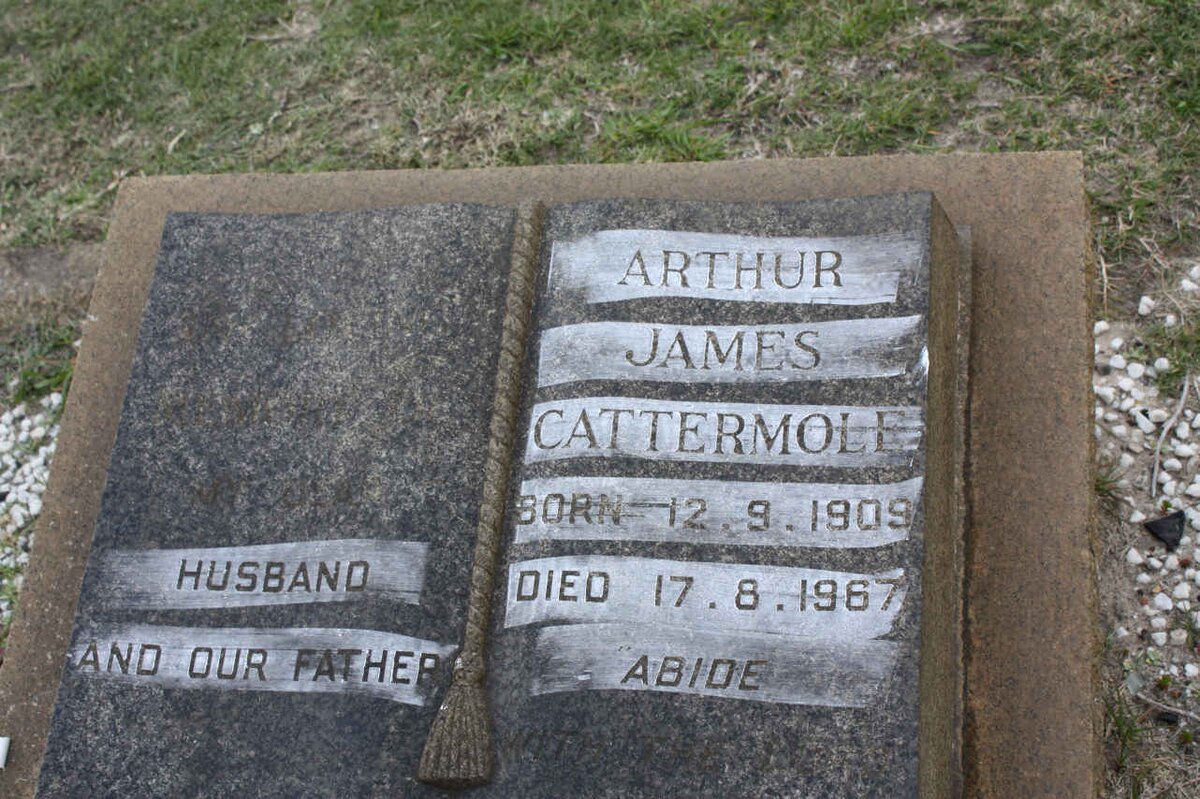 HUSBAND
AND OUR FATHER
ARTHUR
JAMES
CATTERMOLE
BORN 12.9.1909
DIED 17.8.1967
"ABIDE